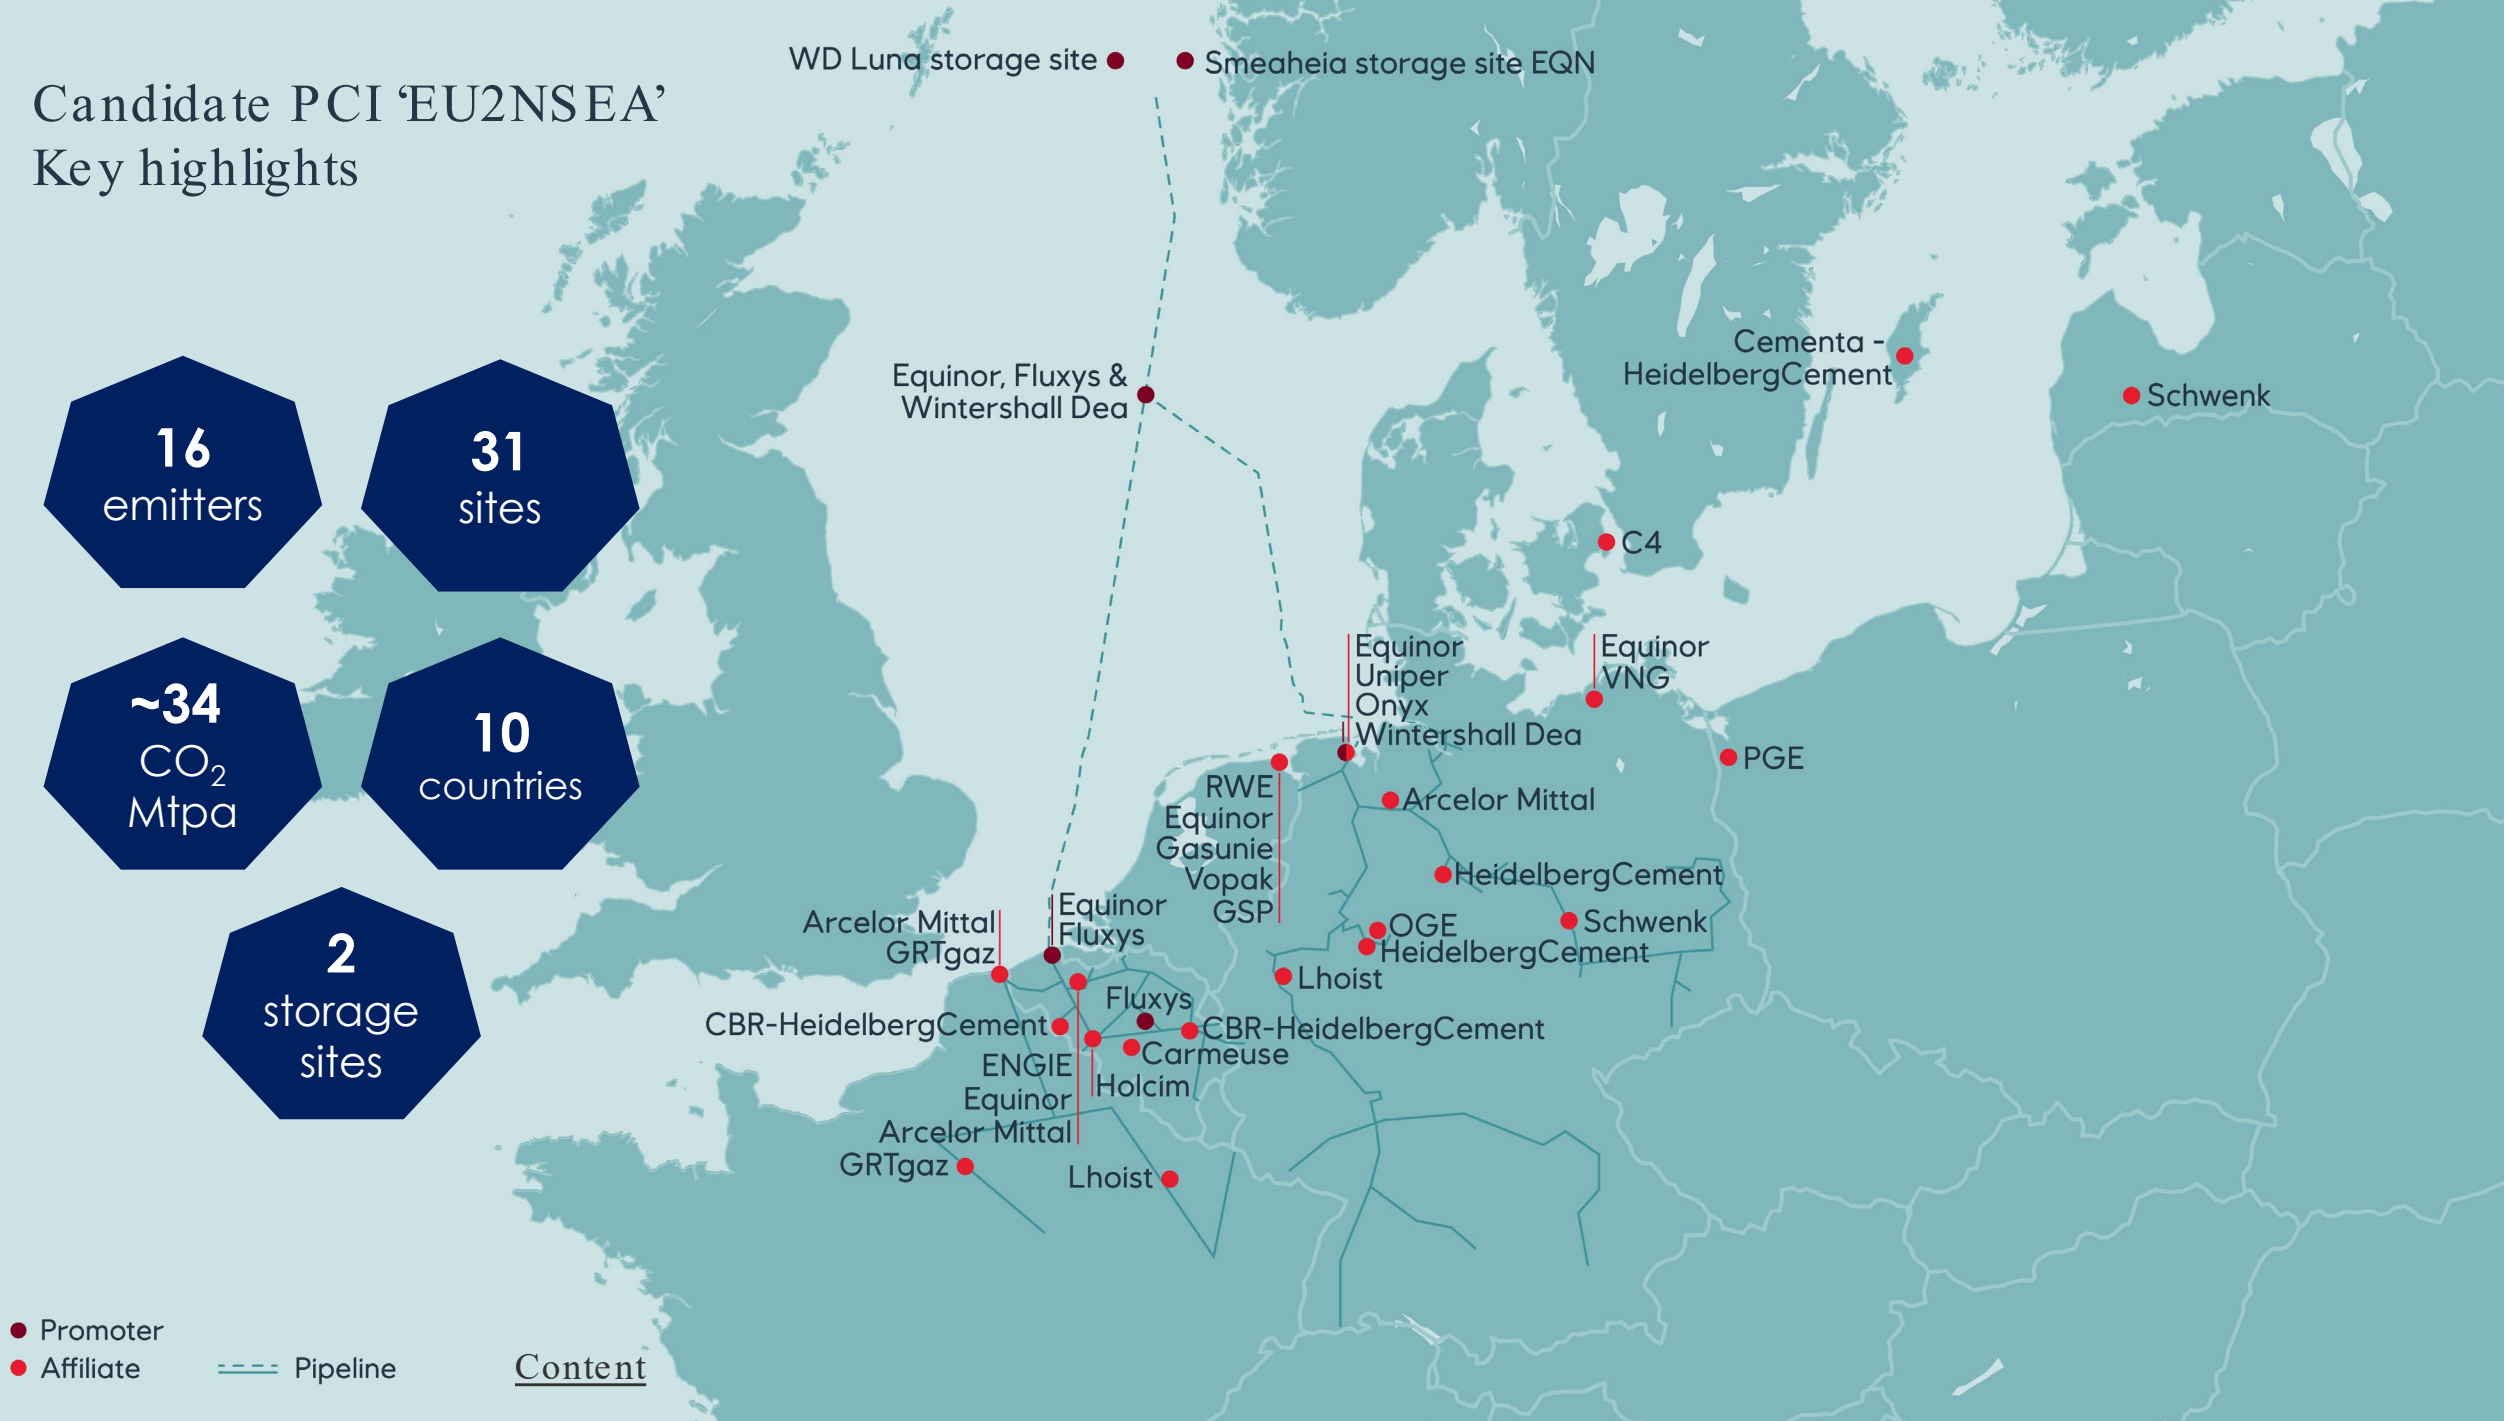 Candidate PCI ‘EU2NSEA’
Key highlights
WD Luna storage site
Smeaheia storage site EQN
16
emitters
31
sites
~34
CO2
Mtpa
10
countries
2
storage
sites
Equinor, Fluxys &
Wintershall Dea
Cementa -
HeidelbergCement
Schwenk
C4
Equinor
Uniper
Onyx
Wintershall Dea
Equinor
VNG
PGE
RWE
Equinor
Gasunie
Vopak
GSP
Arcelor Mittal
HeidelbergCement
Schwenk
OGE
HeidelbergCement
Lhoist
Arcelor Mittal
GRTgaz
Equinor
Fluxys
Fluxys
CBR-HeidelbergCement
CBR-HeidelbergCement
Carmeuse
Holcim
ENGIE
Equinor
Arcelor Mittal
GRTgaz
Lhoist
Promoter
Affiliate
Pipeline
Content